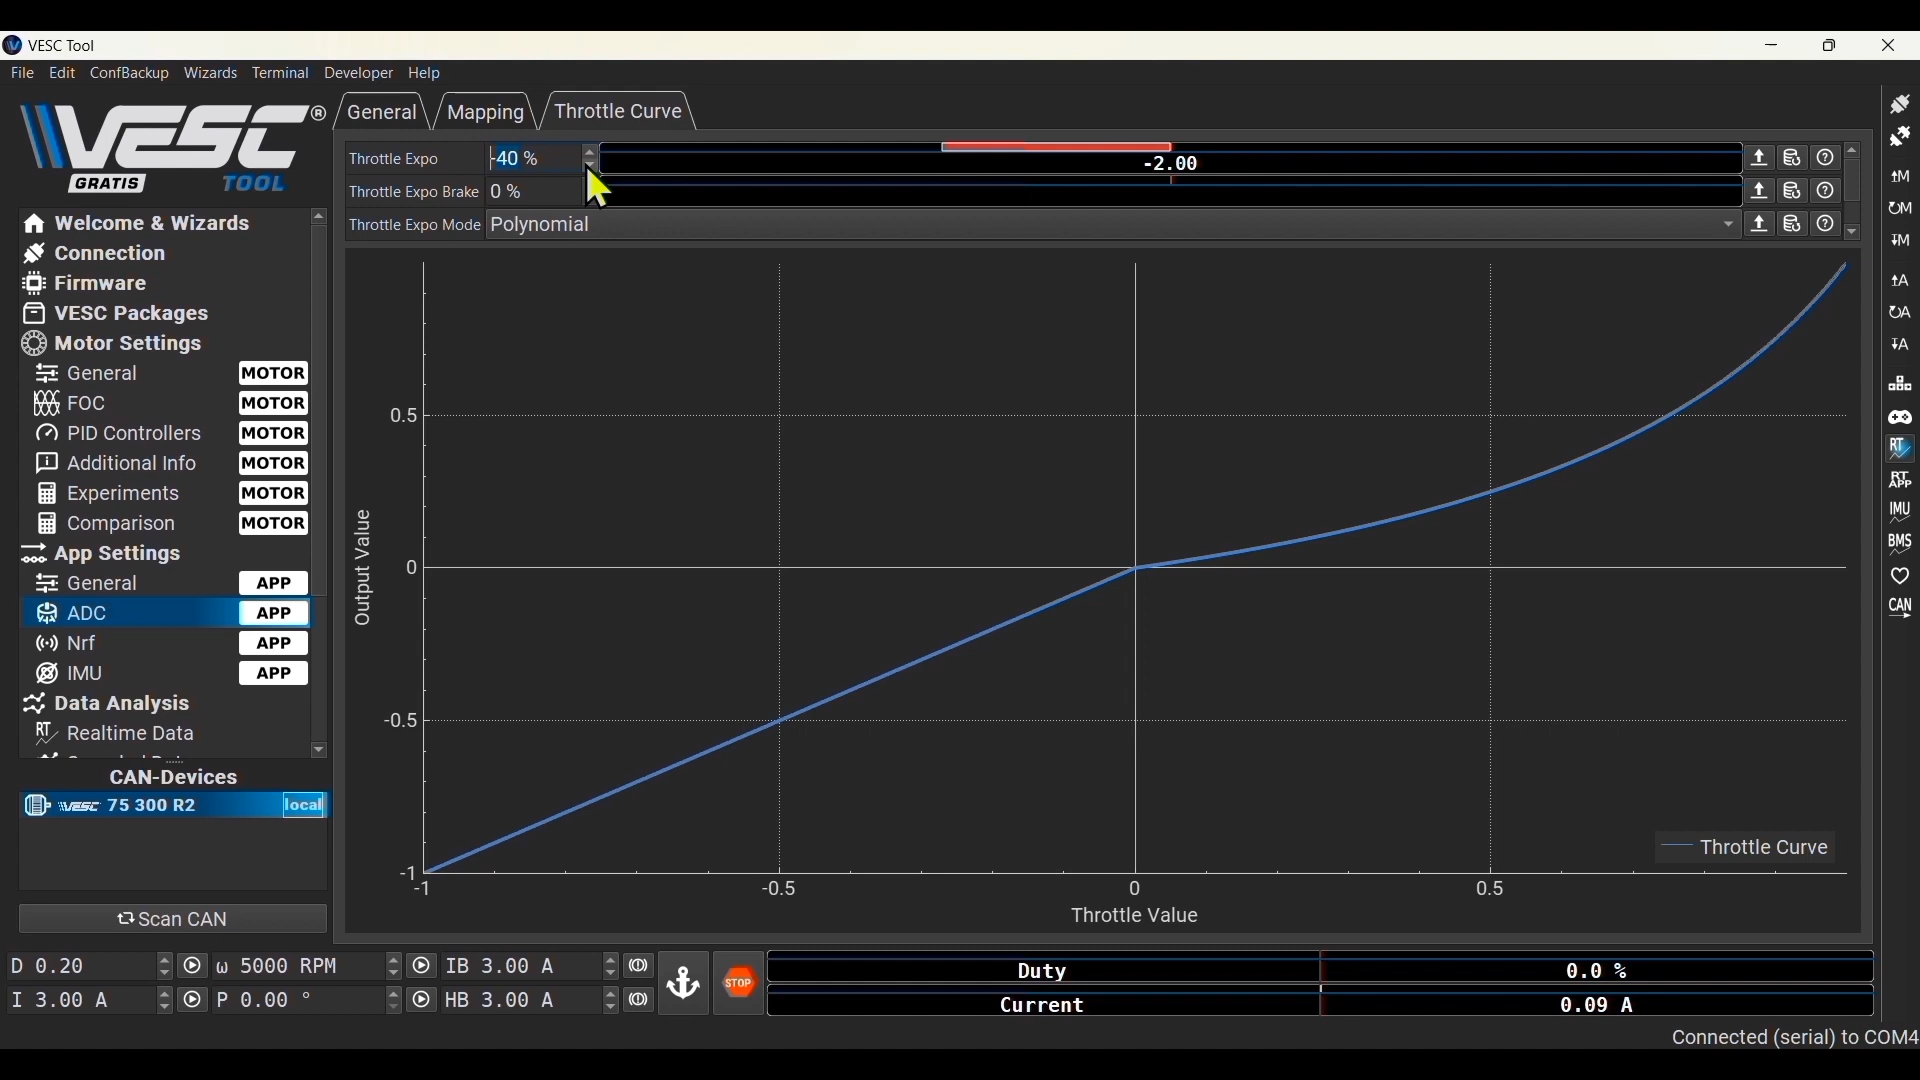 VESC Tool
File Edit ConfBackup Wizards Terminal Developer Help
VESC ®
GRATIS TOOL
General Mapping Throttle Curve
Throttle Expo -40 % -2.00
Throttle Expo Brake 0 %
Throttle Expo Mode Polynomial
Welcome & Wizards
Connection
Firmware
VESC Packages
Motor Settings
General MOTOR
FOC MOTOR
PID Controllers MOTOR
Additional Info MOTOR
Experiments MOTOR
Comparison MOTOR
App Settings
General APP
ADC APP
Nrf APP
IMU APP
Data Analysis
RT Realtime Data
CAN-Devices
VESC 75 300 R2 local
Scan CAN
0.5
0
-0.5
-1
Output Value
-1 -0.5 0 0.5
Throttle Value
Throttle Curve
M
M
M
A
A
A
RT
RT
APP
IMU
BMS
CAN
D 0.20 ω 5000 RPM IB 3.00 A
I 3.00 A P 0.00 ° HB 3.00 A
STOP
Duty 0.0 %
Current 0.09 A
Connected (serial) to COM4